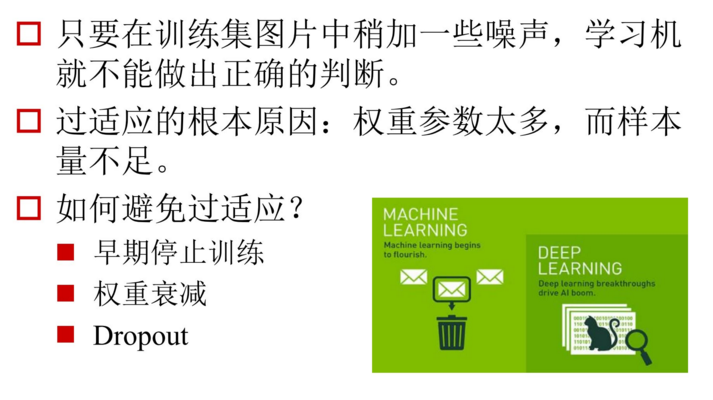 只要在训练集图片中稍加一些噪声，学习机
就不能做出正确的判断。
过适应的根本原因：权重参数太多，而样本
量不足。
如何避免过适应？
早期停止训练
权重衰减
Dropout
MACHINE
LEARNING
Machine learning begins
to flourish.
DEEP
LEARNING
Deep learning breakthroughs
drive AI boom.